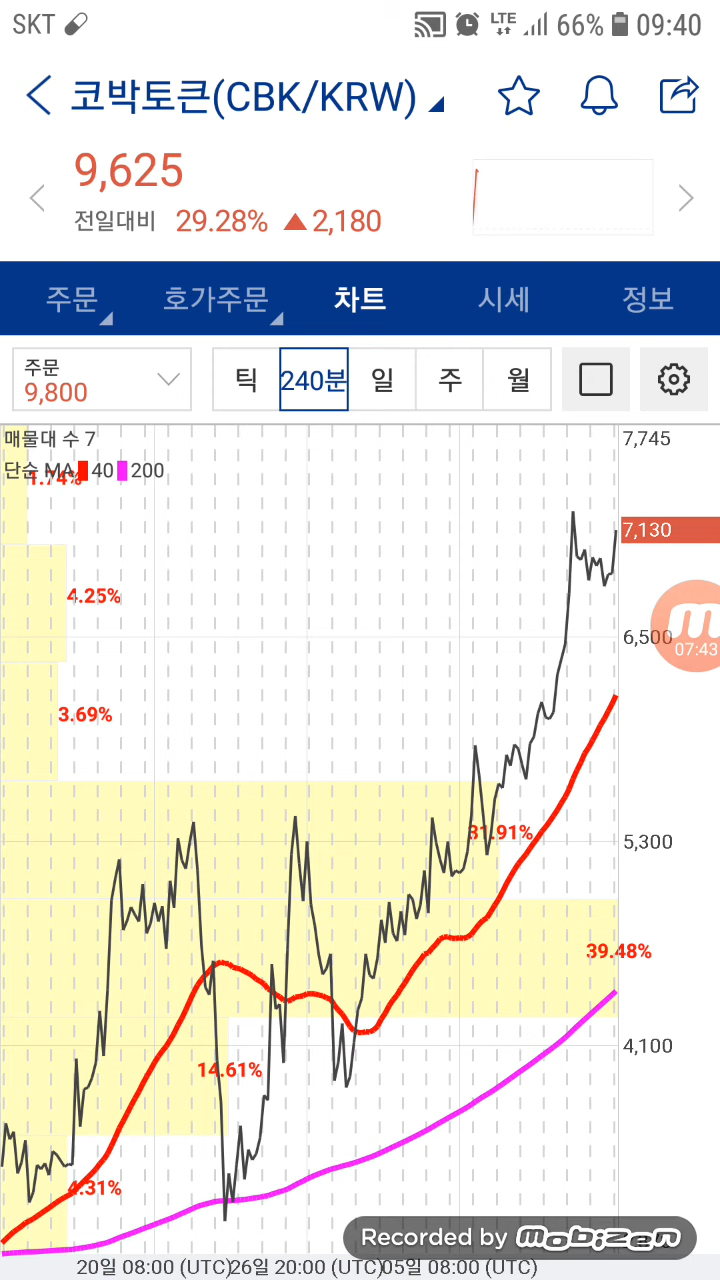 SKT LTE 66% 09:40
코박토큰(CBK/KRW)
9,625
전일대비 29.28% ▲2,180
주문 호가주문 차트 시세 정보
주문
9,800
틱 240분 일 주 월
매물대 수 7
7,745
단순 MA 40 200
1.74%
7,130
4.25%
6,500
07:43
3.69%
31.91%
5,300
39.48%
4,100
14.61%
4.31%
Recorded by mobizen
20일 08:00 (UTC) 26일 20:00 (UTC) 05일 08:00 (UTC)